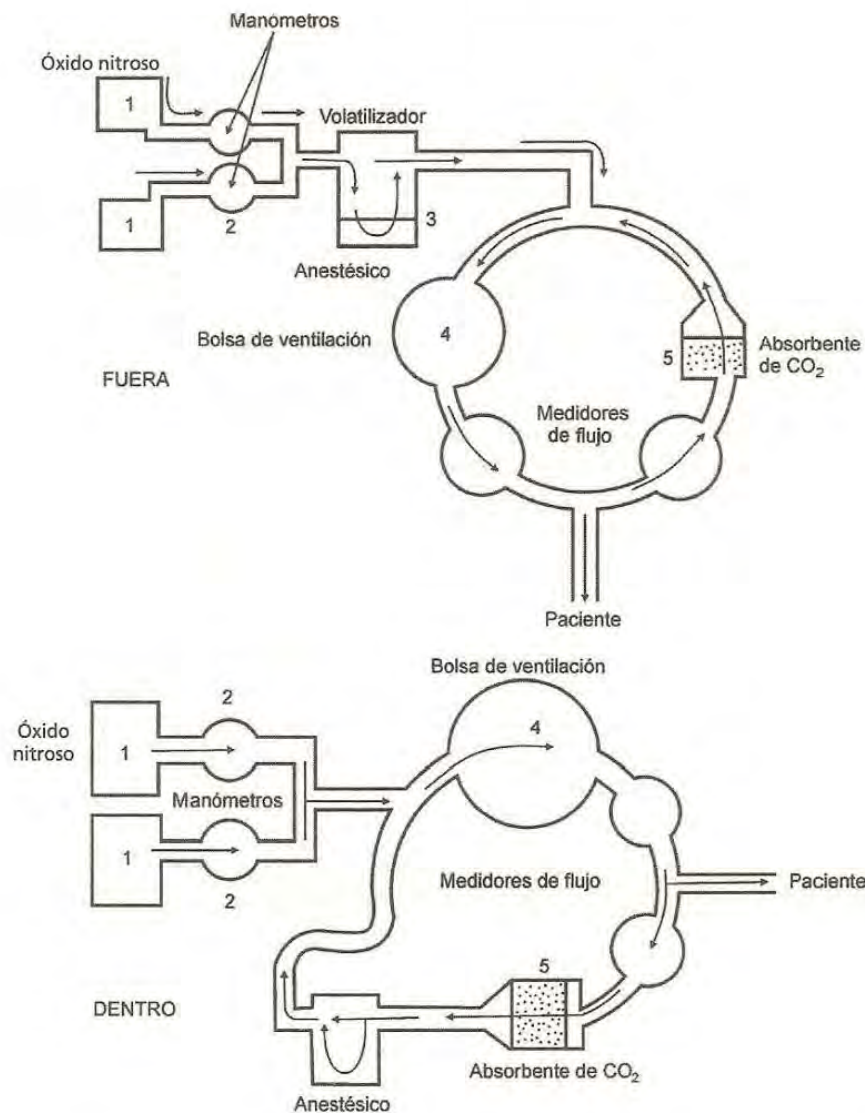 Manómetros
Óxido nitroso
1
Volatilizador
1
2
3
Anestésico
Bolsa de ventilación
4
FUERA
5
Absorbente
de CO₂
Medidores
de flujo
Paciente
Bolsa de ventilación
2
4
Óxido
nitroso
1
Manómetros
1
2
Medidores de flujo
Paciente
5
DENTRO
Absorbente de CO₂
Anestésico